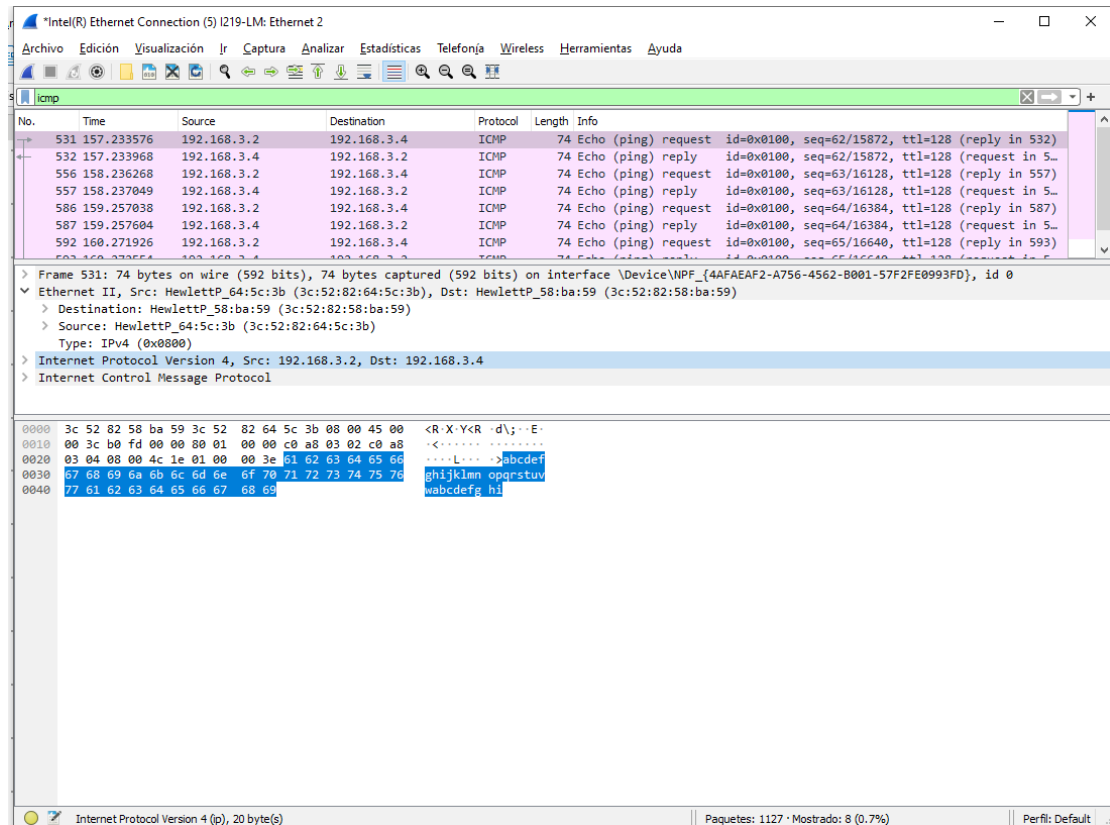 *Intel(R) Ethernet Connection (5) I219-LM: Ethernet 2
Archivo Edición Visualización Ir Captura Analizar Estadísticas Telefonía Wireless Herramientas Ayuda
icmp
No. Time Source Destination Protocol Length Info
531 157.233576 192.168.3.2 192.168.3.4 ICMP 74 Echo (ping) request id=0x0100, seq=62/15872, ttl=128 (reply in 532)
532 157.233968 192.168.3.4 192.168.3.2 ICMP 74 Echo (ping) reply id=0x0100, seq=62/15872, ttl=128 (request in 5…
556 158.236268 192.168.3.2 192.168.3.4 ICMP 74 Echo (ping) request id=0x0100, seq=63/16128, ttl=128 (reply in 557)
557 158.237049 192.168.3.4 192.168.3.2 ICMP 74 Echo (ping) reply id=0x0100, seq=63/16128, ttl=128 (request in 5…
586 159.257038 192.168.3.2 192.168.3.4 ICMP 74 Echo (ping) request id=0x0100, seq=64/16384, ttl=128 (reply in 587)
587 159.257604 192.168.3.4 192.168.3.2 ICMP 74 Echo (ping) reply id=0x0100, seq=64/16384, ttl=128 (request in 5…
592 160.271926 192.168.3.2 192.168.3.4 ICMP 74 Echo (ping) request id=0x0100, seq=65/16640, ttl=128 (reply in 593)
Frame 531: 74 bytes on wire (592 bits), 74 bytes captured (592 bits) on interface \Device\NPF_{4AFAEAF2-A756-4562-B001-57F2FE0993FD}, id 0
Ethernet II, Src: HewlettP_64:5c:3b (3c:52:82:64:5c:3b), Dst: HewlettP_58:ba:59 (3c:52:82:58:ba:59)
Destination: HewlettP_58:ba:59 (3c:52:82:58:ba:59)
Source: HewlettP_64:5c:3b (3c:52:82:64:5c:3b)
Type: IPv4 (0x0800)
Internet Protocol Version 4, Src: 192.168.3.2, Dst: 192.168.3.4
Internet Control Message Protocol
0000 3c 52 82 58 ba 59 3c 52 82 64 5c 3b 08 00 45 00 <R·X·Y<R ·d\;··E·
0010 00 3c b0 fd 00 00 80 01 00 00 c0 a8 03 02 c0 a8 ·<······ ········
0020 03 04 08 00 4c 1e 01 00 00 3e 61 62 63 64 65 66 ····L··· ·>abcdef
0030 67 68 69 6a 6b 6c 6d 6e 6f 70 71 72 73 74 75 76 ghijklmn opqrstuv
0040 77 61 62 63 64 65 66 67 68 69 wabcdefg hi
Internet Protocol Version 4 (ip), 20 byte(s) Paquetes: 1127 · Mostrado: 8 (0.7%) Perfil: Default